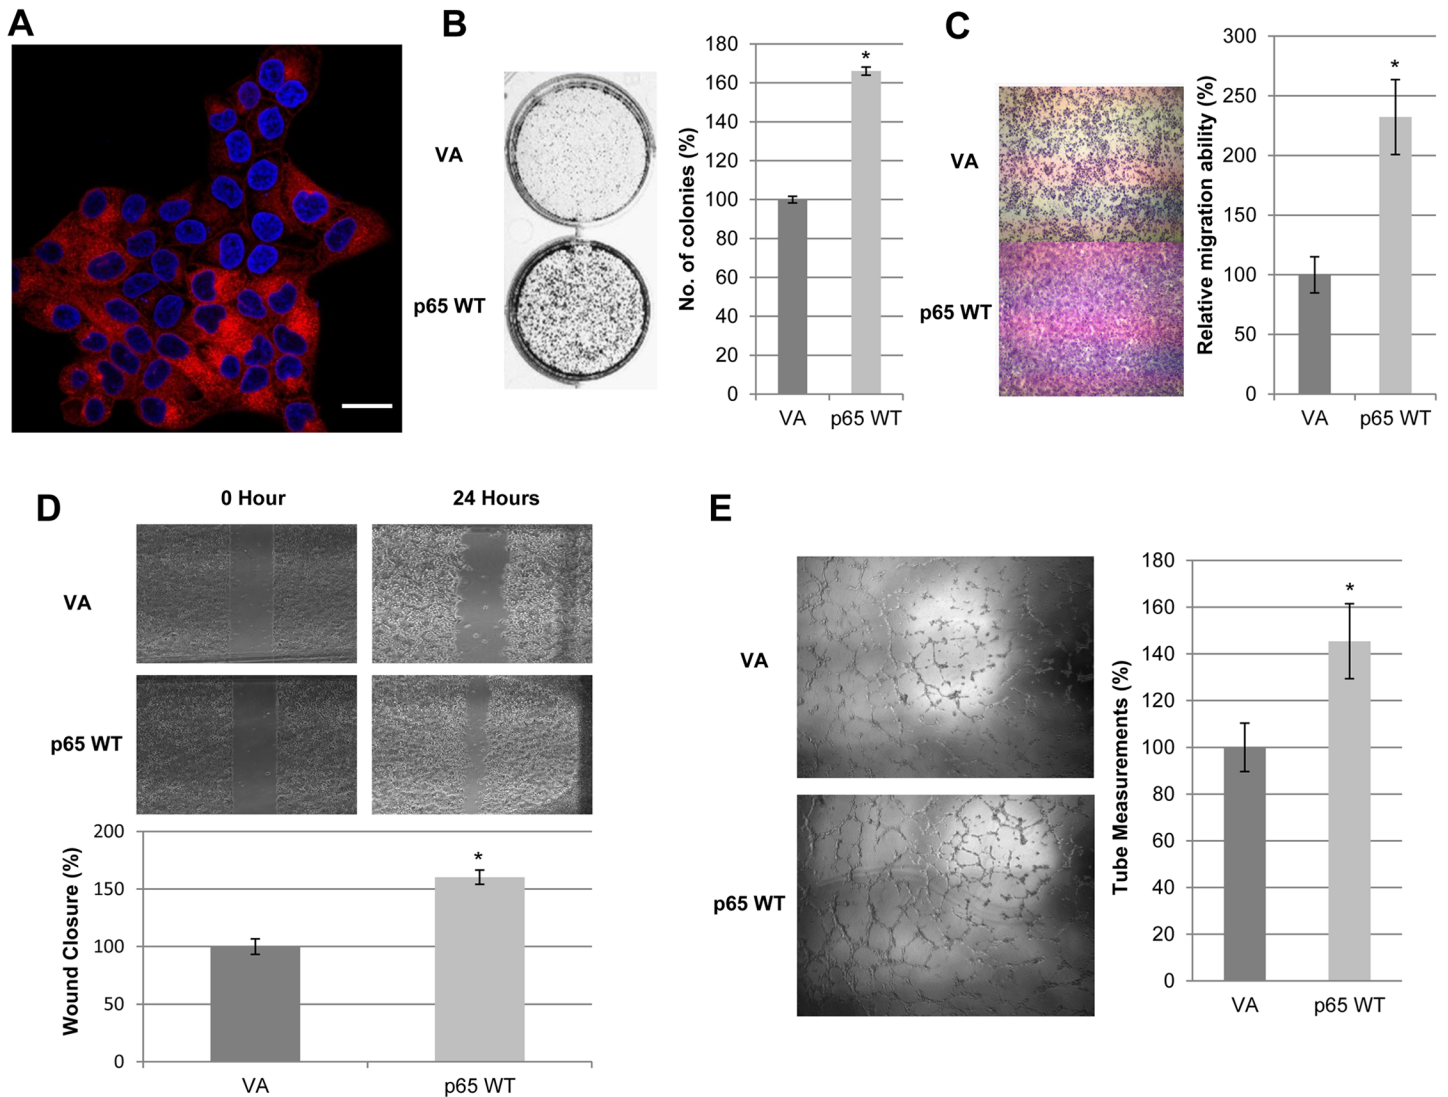 A
B
VA
p65 WT
No. of colonies (%)
180
160
140
120
100
80
60
40
20
0
*
VA
p65 WT
C
VA
p65 WT
Relative migration ability (%)
300
250
200
150
100
50
0
*
VA
p65 WT
D
0 Hour
24 Hours
VA
p65 WT
Wound Closure (%)
200
150
100
50
0
*
VA
p65 WT
E
VA
p65 WT
Tube Measurements (%)
180
160
140
120
100
80
60
40
20
0
*
VA
p65 WT